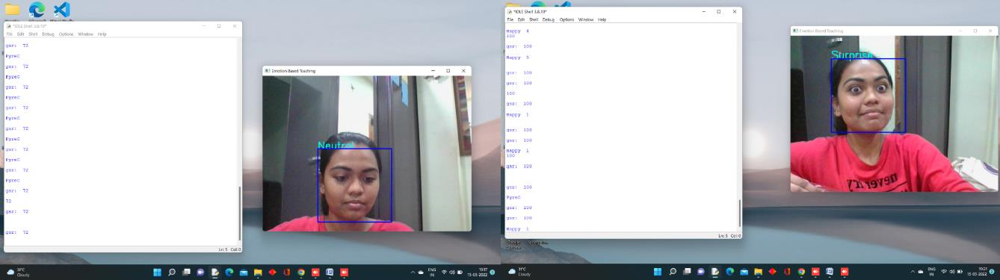 *IDLE Shell 3.8.10*
File Edit Shell Debug Options Window Help
gsr: 72
PyreC
gsr: 72
PyreC
gsr: 72
PyreC
gsr: 72
PyreC
gsr: 72
PyreC
gsr: 72
PyreC
gsr: 72
PyreC
gsr: 72
72
gsr: 72
gsr: 72
Ln: 5 Col: 0
Emotion Based Teaching
Neutral
31°C
Cloudy
ENG
IN
19:17
15-05-2022
*IDLE Shell 3.8.10*
File Edit Shell Debug Options Window Help
Happy 4
100
gsr: 100
Happy 5
gsr: 100
gsr: 100
100
gsr: 100
Happy 1
gsr: 100
gsr: 100
Happy 1
100
gsr: 100
gsr: 100
PyreC
gsr: 100
gsr: 100
Happy 1
Ln: 5 Col: 0
Emotion Based Teaching
Surprise
31°C
Cloudy
ENG
IN
19:21
15-05-2022